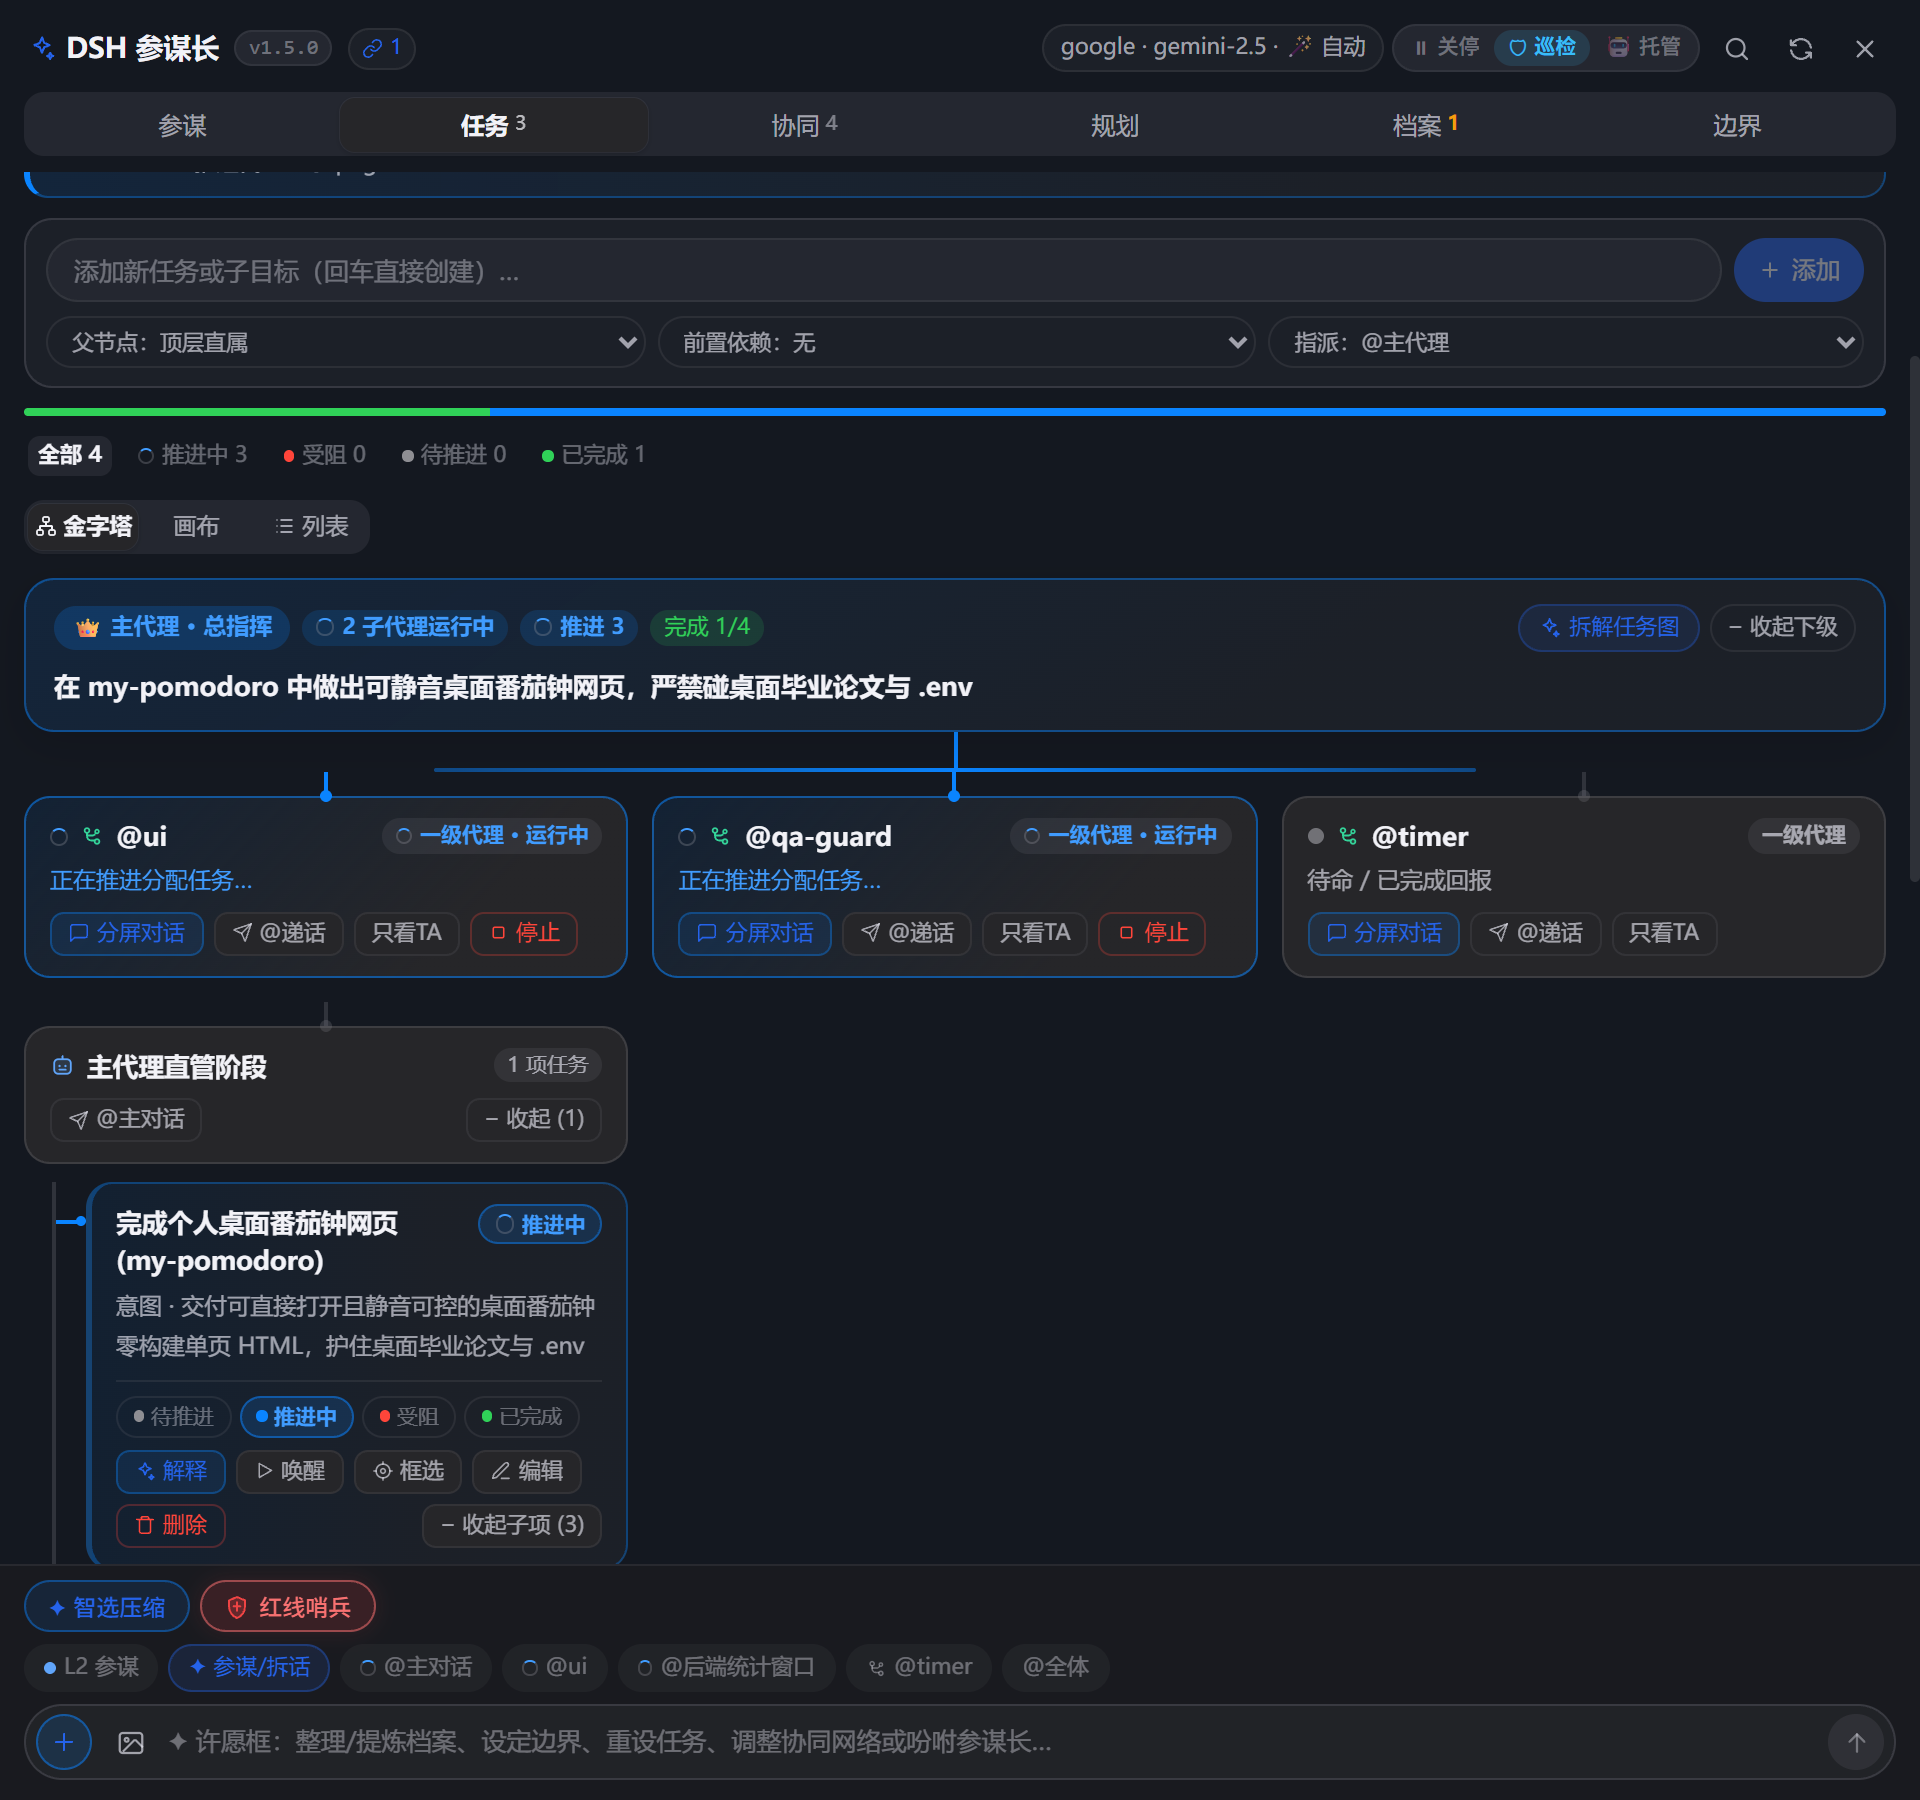 DSH 参谋长 v1.5.0 1 google · gemini-2.5 · 自动 关停 巡检 托管
参谋 任务 3 协同 4 规划 档案 1 边界
添加新任务或子目标（回车直接创建）... + 添加
父节点：顶层直属 前置依赖：无 指派：@主代理
全部 4 推进中 3 受阻 0 待推进 0 已完成 1
金字塔 画布 列表
主代理 • 总指挥 2 子代理运行中 推进 3 完成 1/4 拆解任务图 − 收起下级
在 my-pomodoro 中做出可静音桌面番茄钟网页，严禁碰桌面毕业论文与 .env
@ui 一级代理 • 运行中
正在推进分配任务...
分屏对话 @递话 只看TA 停止
@qa-guard 一级代理 • 运行中
正在推进分配任务...
分屏对话 @递话 只看TA 停止
@timer 一级代理
待命 / 已完成回报
分屏对话 @递话 只看TA
主代理直管阶段 1 项任务
@主对话 − 收起 (1)
完成个人桌面番茄钟网页 推进中
(my-pomodoro)
意图 · 交付可直接打开且静音可控的桌面番茄钟
零构建单页 HTML，护住桌面毕业论文与 .env
待推进 推进中 受阻 已完成
解释 唤醒 框选 编辑
删除 − 收起子项 (3)
智选压缩 红线哨兵
L2 参谋 参谋/拆话 @主对话 @ui @后端统计窗口 @timer @全体
许愿框：整理/提炼档案、设定边界、重设任务、调整协同网络或吩咐参谋长...